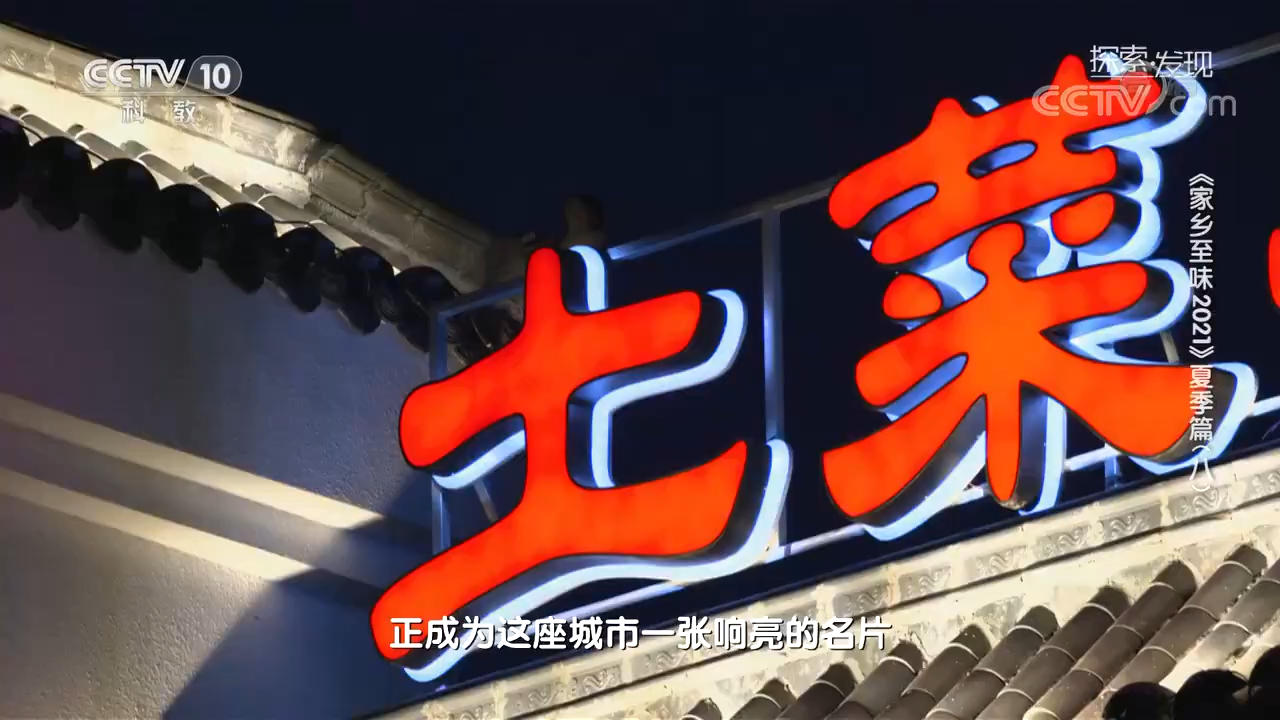 CCTV 10
科教
探索·发现
CCTV.com
《家乡至味2021》夏季篇（八）
土菜
正成为这座城市一张响亮的名片